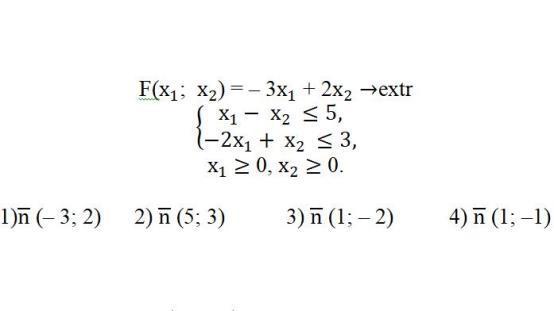 F(x₁; x₂) = – 3x₁ + 2x₂ →extr
{ x₁ − x₂ ≤ 5,
−2x₁ + x₂ ≤ 3,
x₁ ≥ 0, x₂ ≥ 0.
1)n̅ (– 3; 2) 2) n̅ (5; 3) 3) n̅ (1; – 2) 4) n̅ (1; –1)